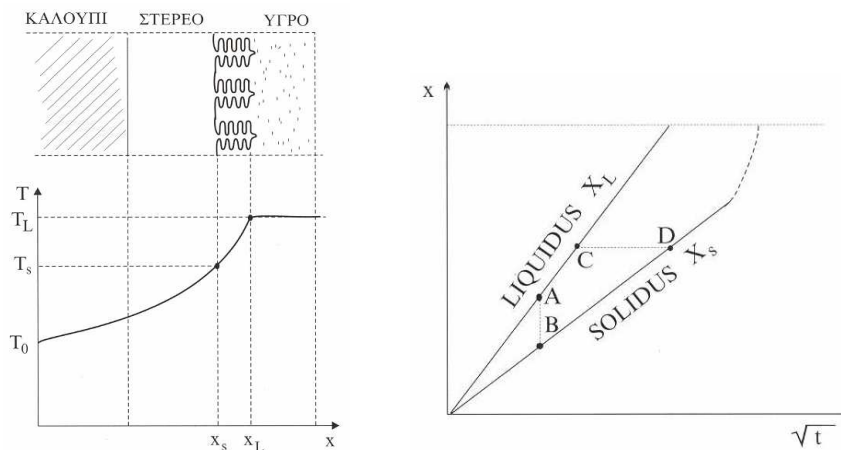 ΚΑΛΟΥΠΙ ΣΤΕΡΕΟ ΥΓΡΟ
T
T_L
T_s
T_0
x_s x_L x
x
LIQUIDUS X_L
C D
A
B
SOLIDUS X_s
√t